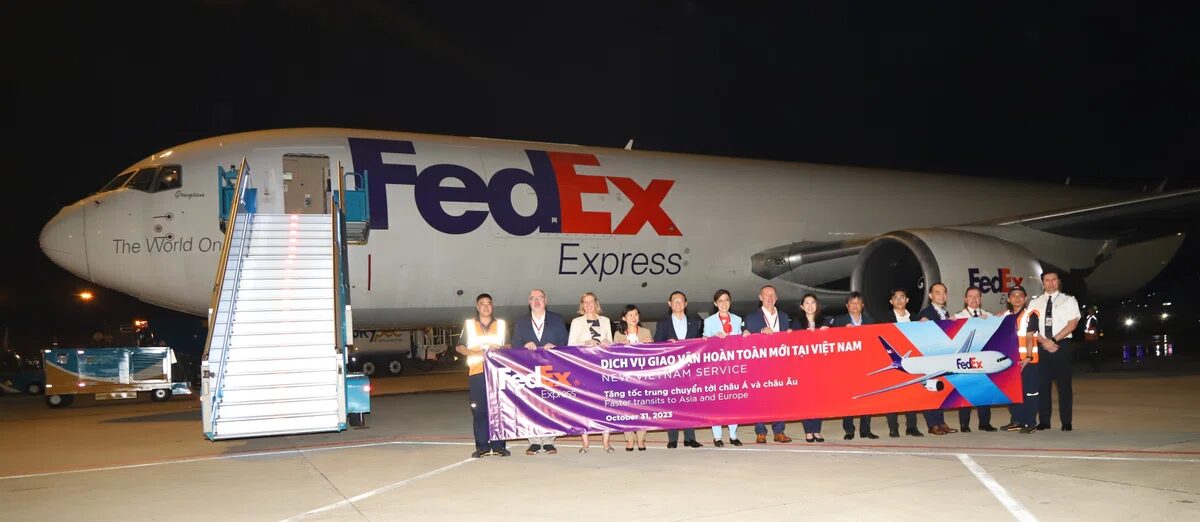 Grayson
The World On
FedEx
Express
FedEx
FedEx
Express
DỊCH VỤ GIAO VẬN HOÀN TOÀN MỚI TẠI VIỆT NAM
NEW VIETNAM SERVICE
Tăng tốc trung chuyển tới châu Á và châu Âu
Faster transits to Asia and Europe
October 31, 2023
FedEx